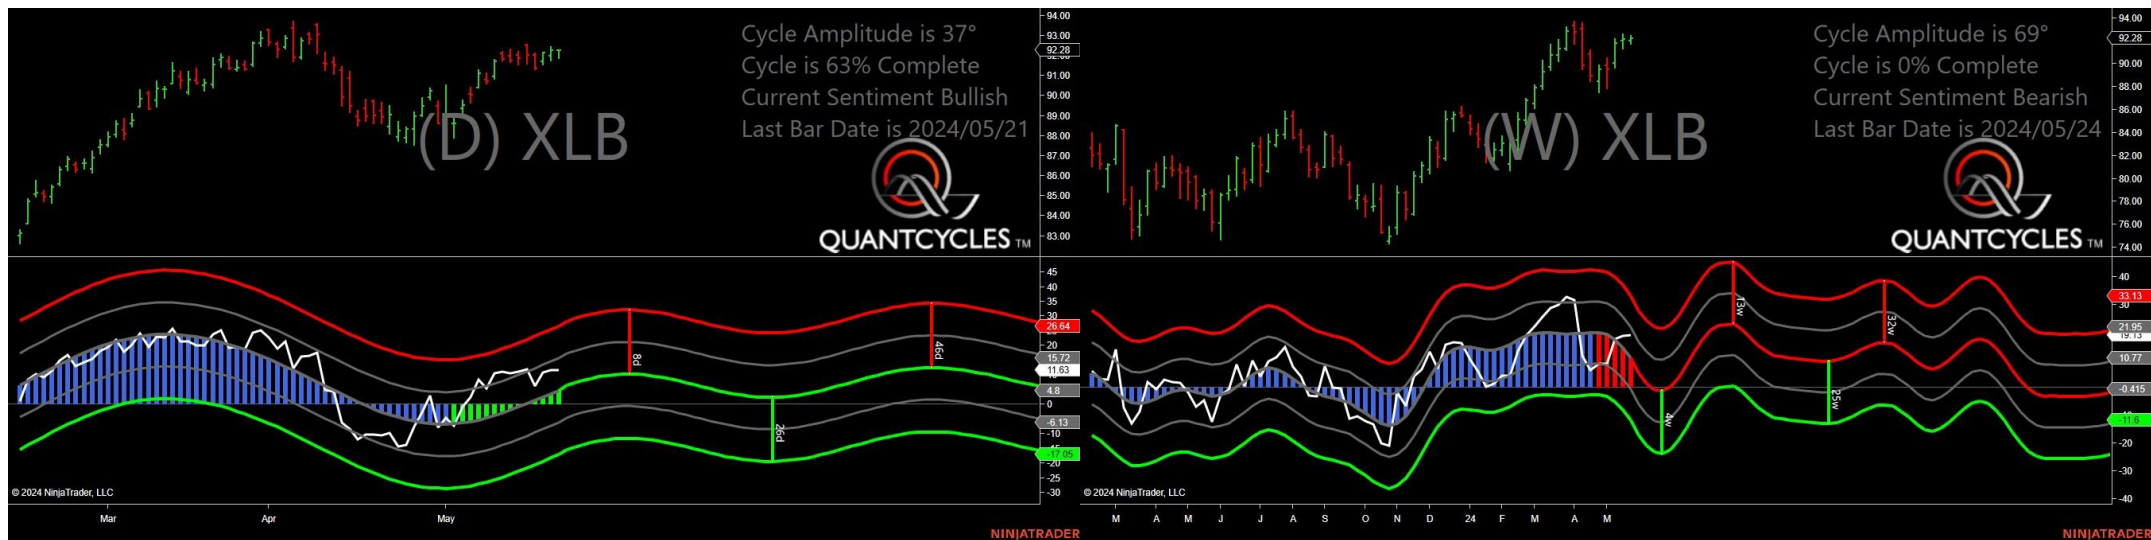 Cycle Amplitude is 37°
Cycle is 63% Complete
Current Sentiment Bullish
Last Bar Date is 2024/05/21
(D) XLB
QUANTCYCLES TM
94.00
93.00
92.28
91.00
90.00
89.00
88.00
87.00
86.00
85.00
84.00
83.00
45
40
35
30
26.64
20
15.72
11.63
4.8
0
-6.13
-10
-17.05
-20
-25
-30
8d
26d
46d
© 2024 NinjaTrader, LLC
Mar
Apr
May
NINJATRADER
Cycle Amplitude is 69°
Cycle is 0% Complete
Current Sentiment Bearish
Last Bar Date is 2024/05/24
(W) XLB
QUANTCYCLES TM
94.00
92.28
90.00
88.00
86.00
84.00
82.00
80.00
78.00
76.00
74.00
40
33.13
30
21.95
19.13
10.77
-0.415
-11.6
-20
-30
-40
4w
13w
25w
32w
© 2024 NinjaTrader, LLC
M A M J J A S O N D 24 F M A M
NINJATRADER